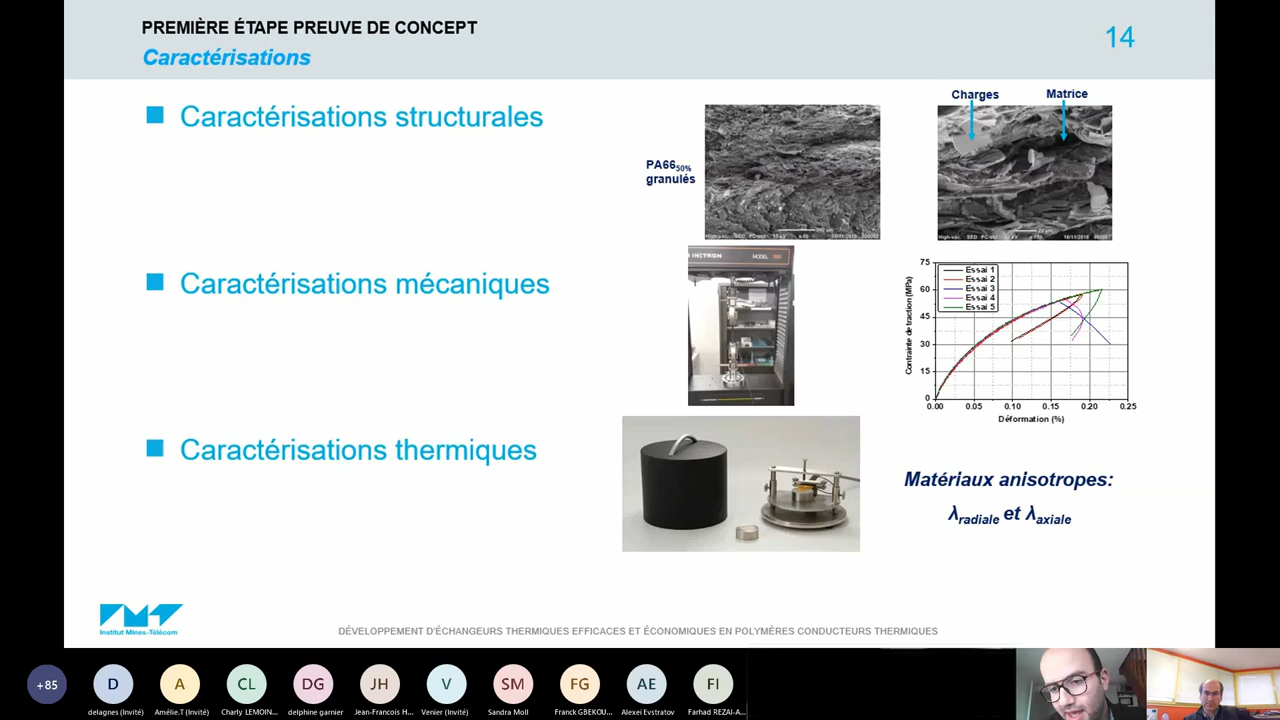 PREMIÈRE ÉTAPE PREUVE DE CONCEPT
Caractérisations
14
Caractérisations structurales
PA66 50%
granulés
Charges
Matrice
Caractérisations mécaniques
INSTRON
MODEL
Contrainte de traction (MPa)
75
60
45
30
15
0
Essai 1
Essai 2
Essai 3
Essai 4
Essai 5
0.00 0.05 0.10 0.15 0.20 0.25
Déformation (%)
Caractérisations thermiques
Matériaux anisotropes:
λradiale et λaxiale
Institut Mines-Télécom
DÉVELOPPEMENT D'ÉCHANGEURS THERMIQUES EFFICACES ET ÉCONOMIQUES EN POLYMÈRES CONDUCTEURS THERMIQUES
+85
D
A
CL
DG
JH
V
SM
FG
AE
FI
delagnes (Invité)
Amélie.T (Invité)
Charly LEMOIN...
delphine garnier
Jean-Francois H...
Venier (Invité)
Sandra Moll
Franck GBEKOU...
Alexei Evstratov
Farhad REZAI-A...